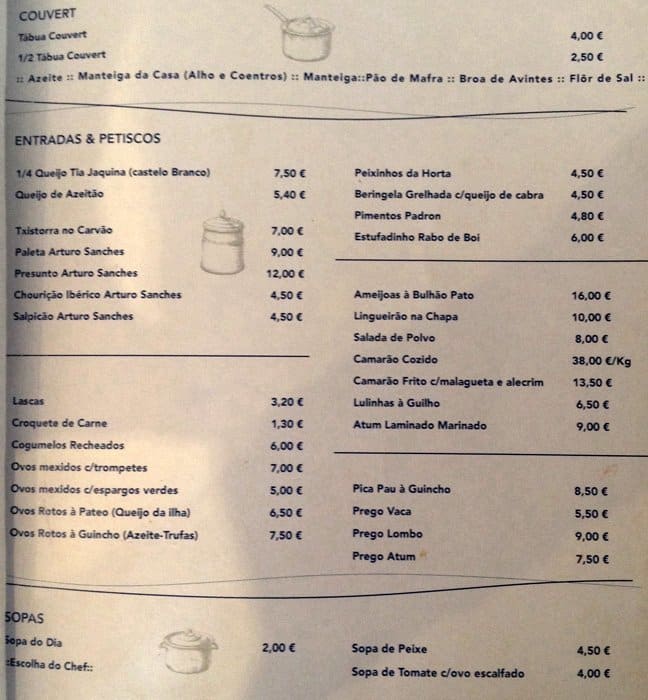 COUVERT
Tábua Couvert 4,00 €
1/2 Tábua Couvert 2,50 €
:: Azeite :: Manteiga da Casa (Alho e Coentros) :: Manteiga::Pão de Mafra :: Broa de Avintes :: Flôr de Sal ::
ENTRADAS & PETISCOS
1/4 Queijo Tia Jaquina (castelo Branco) 7,50 €
Queijo de Azeitão 5,40 €
Txistorra no Carvão 7,00 €
Paleta Arturo Sanches 9,00 €
Presunto Arturo Sanches 12,00 €
Chourição Ibérico Arturo Sanches 4,50 €
Salpicão Arturo Sanches 4,50 €
Lascas 3,20 €
Croquete de Carne 1,30 €
Cogumelos Recheados 6,00 €
Ovos mexidos c/trompetes 7,00 €
Ovos mexidos c/espargos verdes 5,00 €
Ovos Rotos à Pateo (Queijo da ilha) 6,50 €
Ovos Rotos à Guincho (Azeite-Trufas) 7,50 €
Peixinhos da Horta 4,50 €
Beringela Grelhada c/queijo de cabra 4,50 €
Pimentos Padron 4,80 €
Estufadinho Rabo de Boi 6,00 €
Ameijoas à Bulhão Pato 16,00 €
Lingueirão na Chapa 10,00 €
Salada de Polvo 8,00 €
Camarão Cozido 38,00 €/Kg
Camarão Frito c/malagueta e alecrim 13,50 €
Lulinhas à Guilho 6,50 €
Atum Laminado Marinado 9,00 €
Pica Pau à Guincho 8,50 €
Prego Vaca 5,50 €
Prego Lombo 9,00 €
Prego Atum 7,50 €
SOPAS
Sopa do Dia 2,00 €
::Escolha do Chef::
Sopa de Peixe 4,50 €
Sopa de Tomate c/ovo escalfado 4,00 €